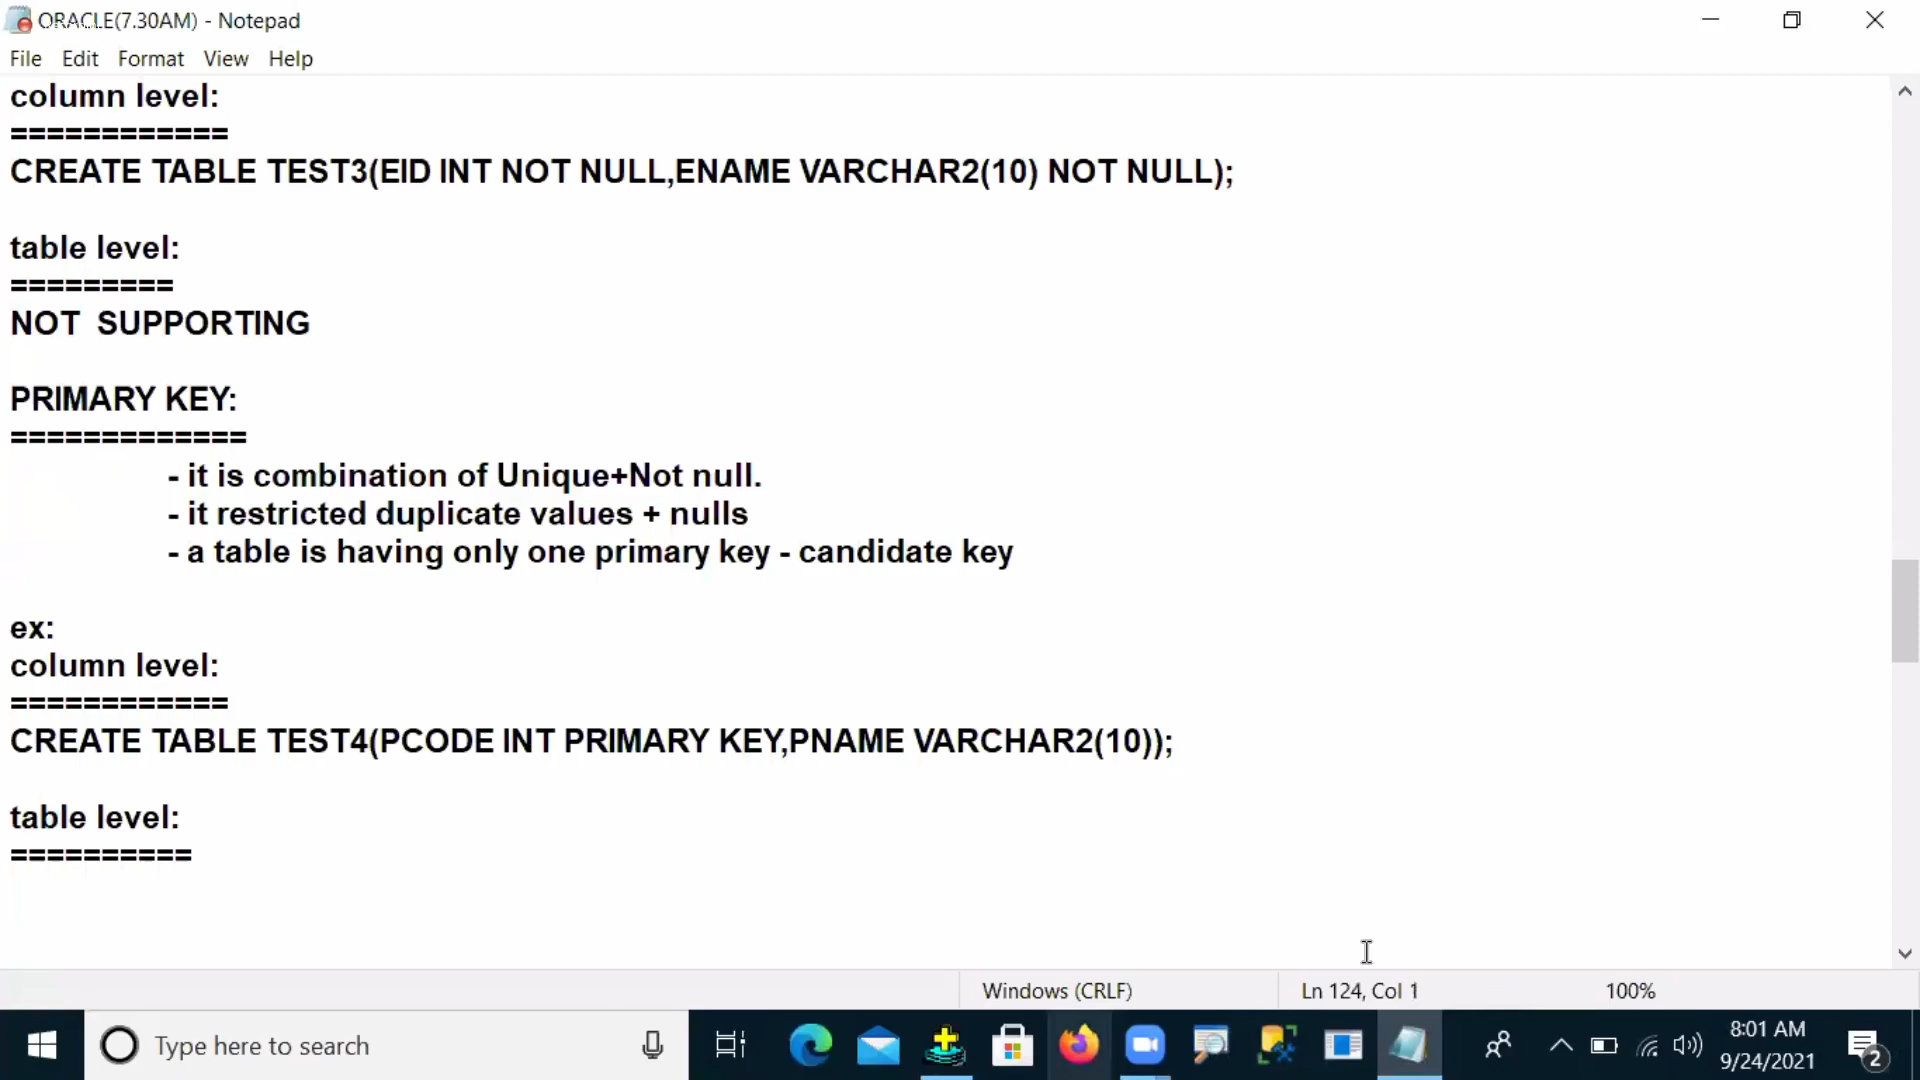 ORACLE(7.30AM) - Notepad
File Edit Format View Help
column level:
============
CREATE TABLE TEST3(EID INT NOT NULL,ENAME VARCHAR2(10) NOT NULL);
table level:
=========
NOT  SUPPORTING
PRIMARY KEY:
=============
- it is combination of Unique+Not null.
- it restricted duplicate values + nulls
- a table is having only one primary key - candidate key
ex:
column level:
============
CREATE TABLE TEST4(PCODE INT PRIMARY KEY,PNAME VARCHAR2(10));
table level:
==========
Windows (CRLF) Ln 124, Col 1 100%
Type here to search
8:01 AM
9/24/2021
2